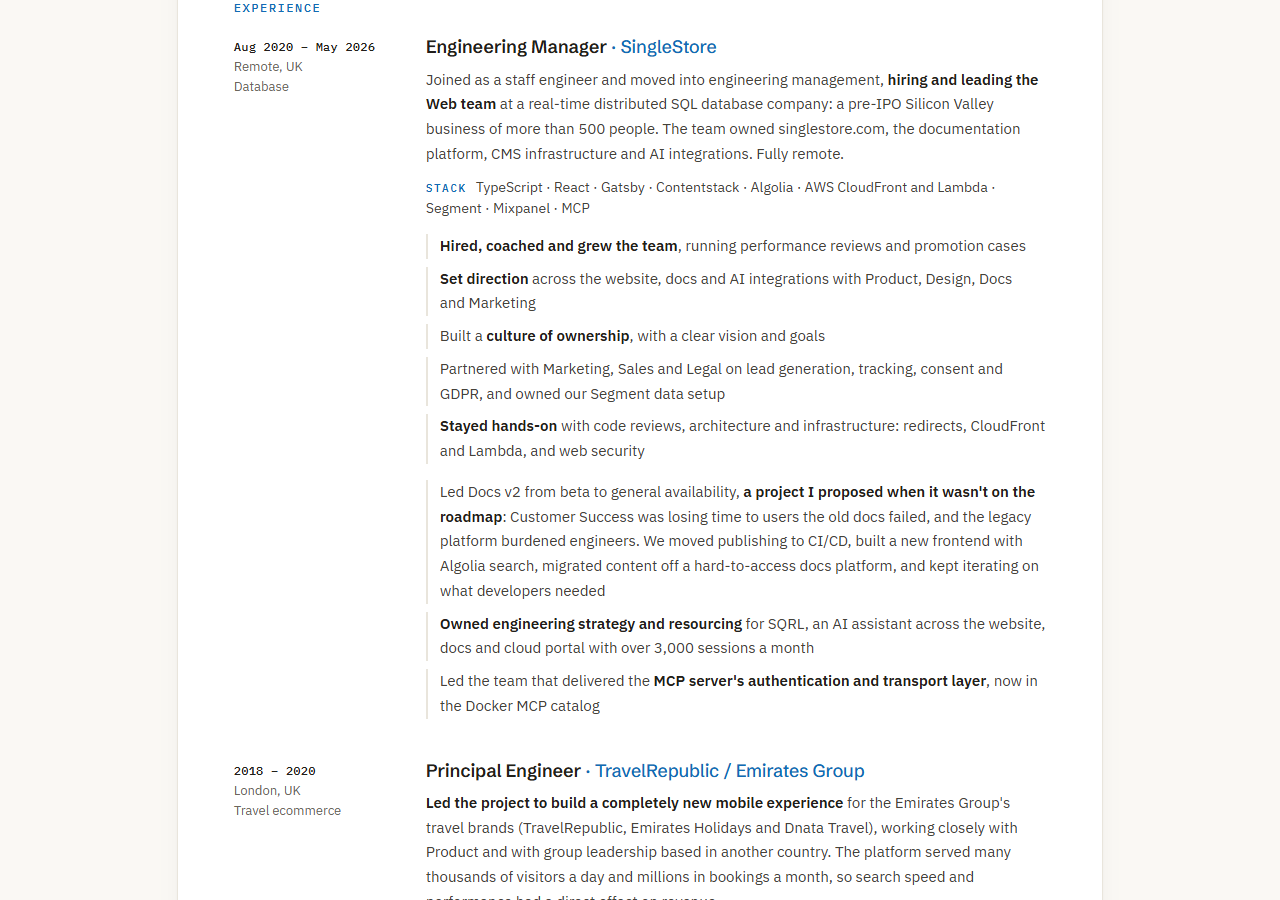 EXPERIENCE
Aug 2020 – May 2026
Remote, UK
Database
Engineering Manager · SingleStore
Joined as a staff engineer and moved into engineering management, hiring and leading the
Web team at a real-time distributed SQL database company: a pre-IPO Silicon Valley
business of more than 500 people. The team owned singlestore.com, the documentation
platform, CMS infrastructure and AI integrations. Fully remote.
STACK TypeScript · React · Gatsby · Contentstack · Algolia · AWS CloudFront and Lambda ·
Segment · Mixpanel · MCP
Hired, coached and grew the team, running performance reviews and promotion cases
Set direction across the website, docs and AI integrations with Product, Design, Docs
and Marketing
Built a culture of ownership, with a clear vision and goals
Partnered with Marketing, Sales and Legal on lead generation, tracking, consent and
GDPR, and owned our Segment data setup
Stayed hands-on with code reviews, architecture and infrastructure: redirects, CloudFront
and Lambda, and web security
Led Docs v2 from beta to general availability, a project I proposed when it wasn't on the
roadmap: Customer Success was losing time to users the old docs failed, and the legacy
platform burdened engineers. We moved publishing to CI/CD, built a new frontend with
Algolia search, migrated content off a hard-to-access docs platform, and kept iterating on
what developers needed
Owned engineering strategy and resourcing for SQRL, an AI assistant across the website,
docs and cloud portal with over 3,000 sessions a month
Led the team that delivered the MCP server's authentication and transport layer, now in
the Docker MCP catalog
2018 – 2020
London, UK
Travel ecommerce
Principal Engineer · TravelRepublic / Emirates Group
Led the project to build a completely new mobile experience for the Emirates Group's
travel brands (TravelRepublic, Emirates Holidays and Dnata Travel), working closely with
Product and with group leadership based in another country. The platform served many
thousands of visitors a day and millions in bookings a month, so search speed and
performance had a direct effect on revenue.